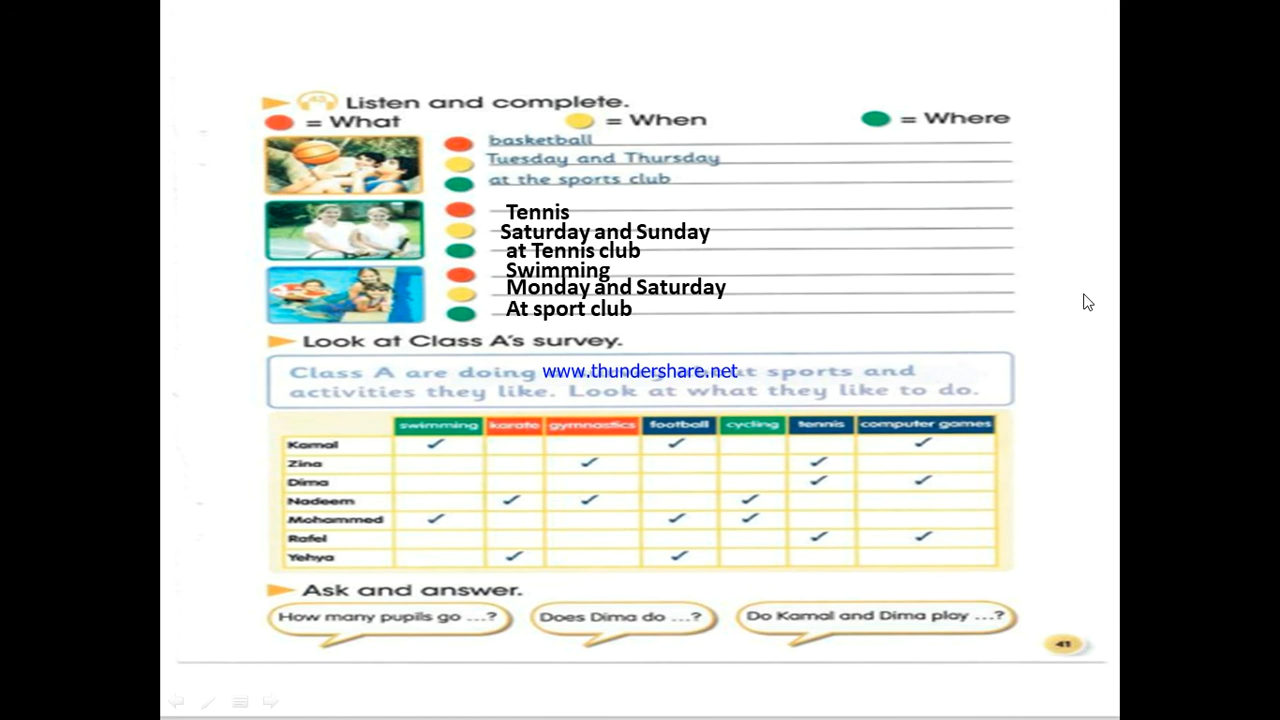 43 Listen and complete.
= What = When = Where
basketball
Tuesday and Thursday
at the sports club
Tennis
Saturday and Sunday
at Tennis club
Swimming
Monday and Saturday
At sport club
Look at Class A's survey.
Class A are doing www.thundershare.net t sports and
activities they like. Look at what they like to do.
swimming karate gymnastics football cycling tennis computer games
Kamal ✓ ✓ ✓
Zina ✓ ✓
Dima ✓ ✓
Nadeem ✓ ✓ ✓
Mohammed ✓ ✓ ✓
Rafel ✓ ✓
Yehya ✓ ✓
Ask and answer.
How many pupils go ...? Does Dima do ...? Do Kamal and Dima play ...?
41